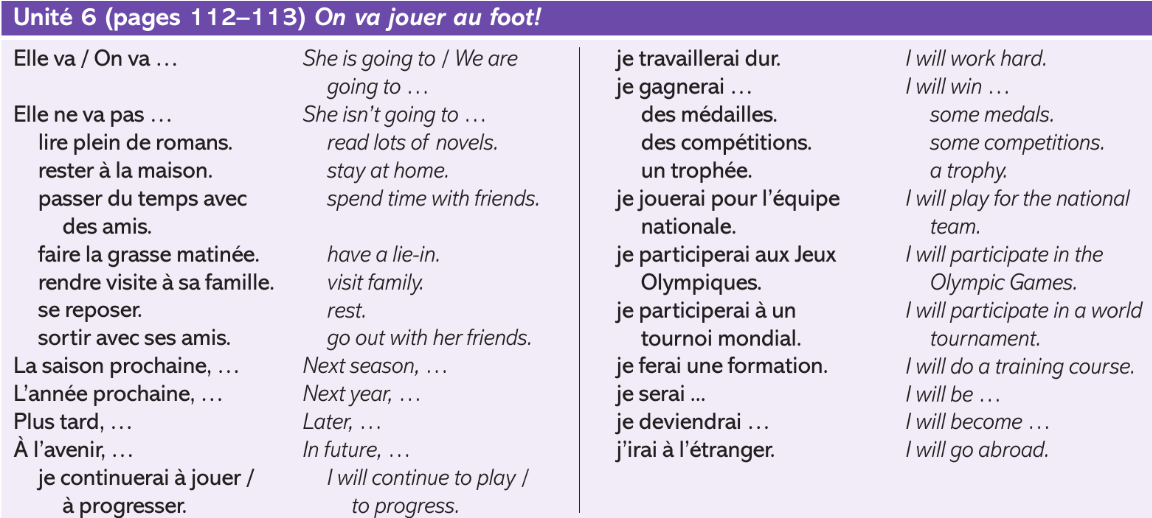 Unité 6 (pages 112–113) On va jouer au foot!
Elle va / On va … She is going to / We are
going to …
Elle ne va pas … She isn't going to …
lire plein de romans. read lots of novels.
rester à la maison. stay at home.
passer du temps avec spend time with friends.
des amis.
faire la grasse matinée. have a lie-in.
rendre visite à sa famille. visit family.
se reposer. rest.
sortir avec ses amis. go out with her friends.
La saison prochaine, … Next season, …
L'année prochaine, … Next year, …
Plus tard, … Later, …
À l'avenir, … In future, …
je continuerai à jouer / I will continue to play /
à progresser. to progress.
je travaillerai dur. I will work hard.
je gagnerai … I will win …
des médailles. some medals.
des compétitions. some competitions.
un trophée. a trophy.
je jouerai pour l'équipe I will play for the national
nationale. team.
je participerai aux Jeux I will participate in the
Olympiques. Olympic Games.
je participerai à un I will participate in a world
tournoi mondial. tournament.
je ferai une formation. I will do a training course.
je serai ... I will be …
je deviendrai … I will become …
j'irai à l'étranger. I will go abroad.